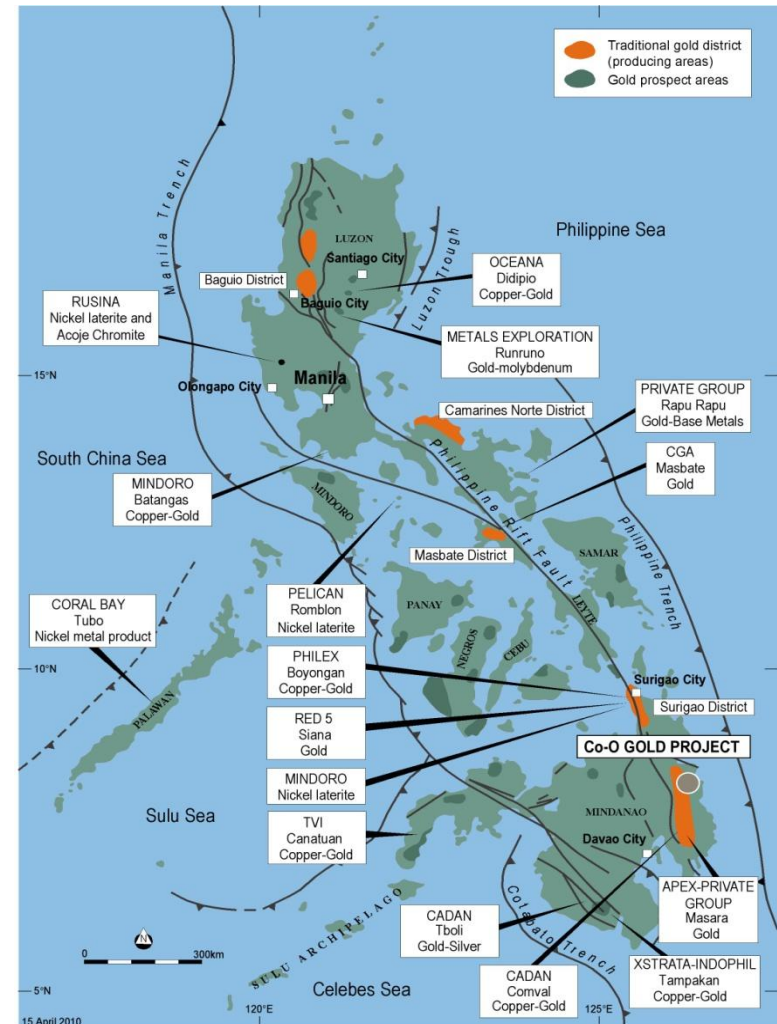 Traditional gold district
(producing areas)
Gold prospect areas
Manila Trench
Philippine Sea
LUZON
Santiago City
Luzon Trough
OCEANA
Didipio
Copper-Gold
Baguio District
Baguio City
RUSINA
Nickel laterite and
Acoje Chromite
METALS EXPLORATION
Runruno
Gold-molybdenum
15°N
Manila
Olongapo City
PRIVATE GROUP
Rapu Rapu
Gold-Base Metals
Camarines Norte District
South China Sea
CGA
Masbate
Gold
MINDORO
Batangas
Copper-Gold
MINDORO
Philippine Rift Fault
Philippine Trench
Masbate District
SAMAR
CORAL BAY
Tubo
Nickel metal product
PELICAN
Romblon
Nickel laterite
PANAY
LEYTE
NEGROS
CEBU
PHILEX
Boyongan
Copper-Gold
10°N
Surigao City
PALAWAN
Surigao District
RED 5
Siana
Gold
Co-O GOLD PROJECT
MINDORO
Nickel laterite
Sulu Sea
MINDANAO
TVI
Canatuan
Copper-Gold
Davao City
APEX-PRIVATE
GROUP
Masara
Gold
CADAN
Tboli
Gold-Silver
Cotabato Trench
N
0 300km
SULU ARCHIPELAGO
CADAN
Comval
Copper-Gold
XSTRATA-INDOPHIL
Tampakan
Copper-Gold
Celebes Sea
5°N
120°E
125°E
15 April 2010